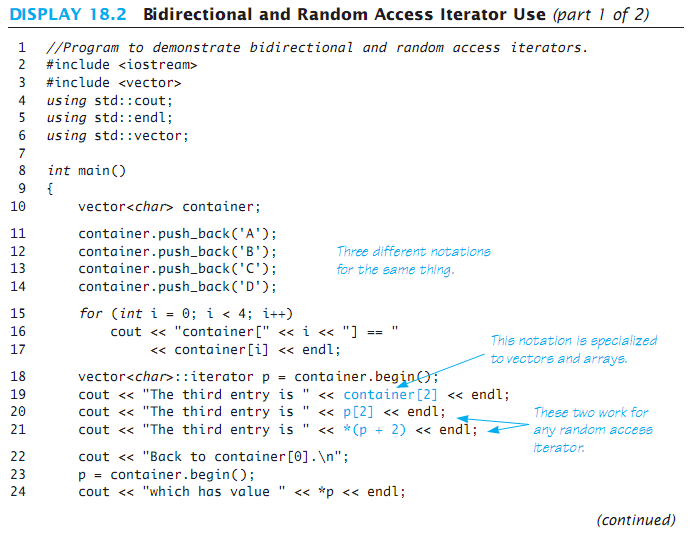 DISPLAY 18.2 Bidirectional and Random Access Iterator Use (part 1 of 2)
1 //Program to demonstrate bidirectional and random access iterators.
2 #include <iostream>
3 #include <vector>
4 using std::cout;
5 using std::endl;
6 using std::vector;
7
8 int main()
9 {
10 vector<char> container;
11 container.push_back('A');
12 container.push_back('B');
13 container.push_back('C');
14 container.push_back('D');
Three different notations
for the same thing.
15 for (int i = 0; i < 4; i++)
16 cout << "container[" << i << "] == "
17 << container[i] << endl;
This notation is specialized
to vectors and arrays.
18 vector<char>::iterator p = container.begin();
19 cout << "The third entry is " << container[2] << endl;
20 cout << "The third entry is " << p[2] << endl;
21 cout << "The third entry is " << *(p + 2) << endl;
These two work for
any random access
iterator.
22 cout << "Back to container[0].\n";
23 p = container.begin();
24 cout << "which has value " << *p << endl;
(continued)